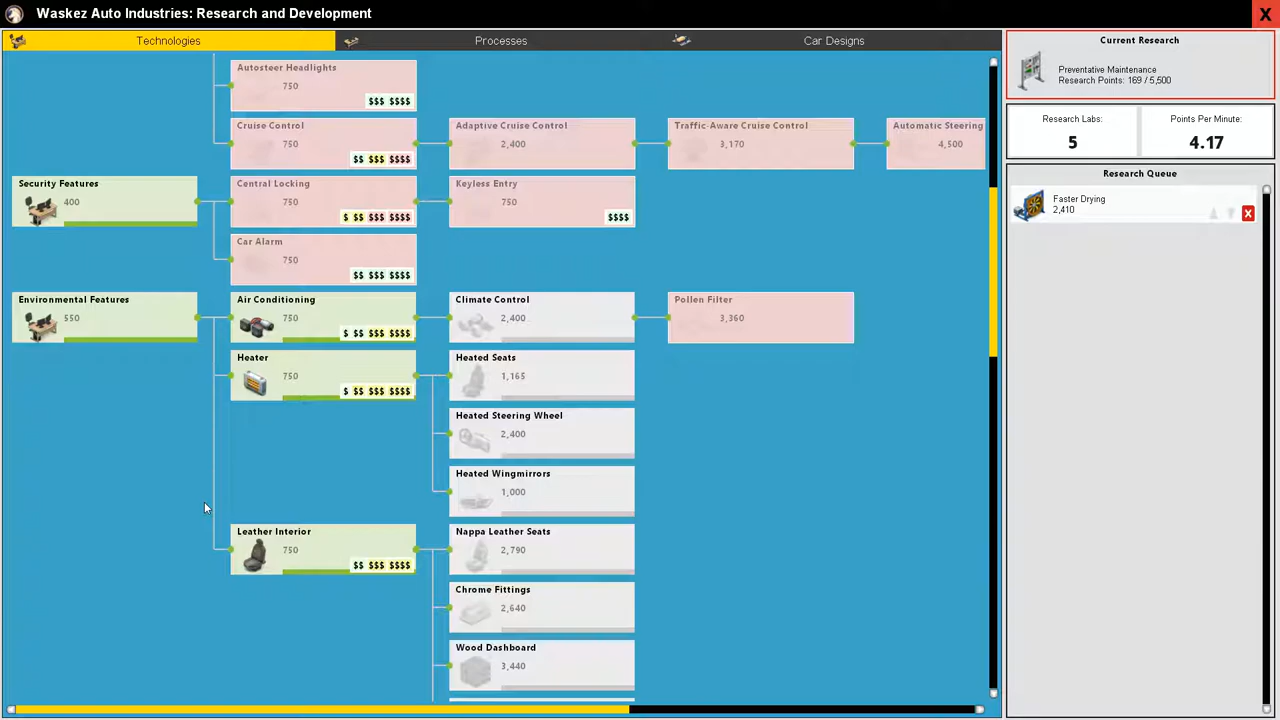 Waskez Auto Industries: Research and Development
X
Technologies
Processes
Car Designs
Autosteer Headlights
750
$$$ $$$$
Cruise Control
750
$$ $$$ $$$$
Adaptive Cruise Control
2,400
Traffic-Aware Cruise Control
3,170
Automatic Steering
4,500
Security Features
400
Central Locking
750
$ $$ $$$ $$$$
Keyless Entry
750
$$$$
Car Alarm
750
$$ $$$ $$$$
Environmental Features
550
Air Conditioning
750
$ $$ $$$ $$$$
Climate Control
2,400
Pollen Filter
3,360
Heater
750
$ $$ $$$ $$$$
Heated Seats
1,165
Heated Steering Wheel
2,400
Heated Wingmirrors
1,000
Leather Interior
750
$$ $$$ $$$$
Nappa Leather Seats
2,790
Chrome Fittings
2,640
Wood Dashboard
3,440
Current Research
Preventative Maintenance
Research Points: 169 / 5,500
Research Labs:
5
Points Per Minute:
4.17
Research Queue
Faster Drying
2,410